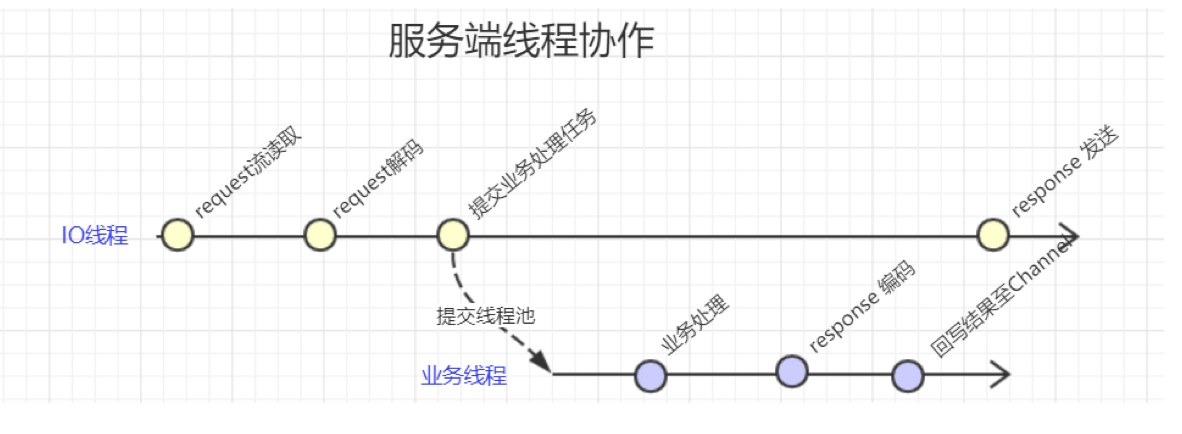 服务端线程协作
request流读取
request解码
提交业务处理任务
response 发送
IO线程
提交线程池
业务处理
response 编码
回写结果至Channel
业务线程